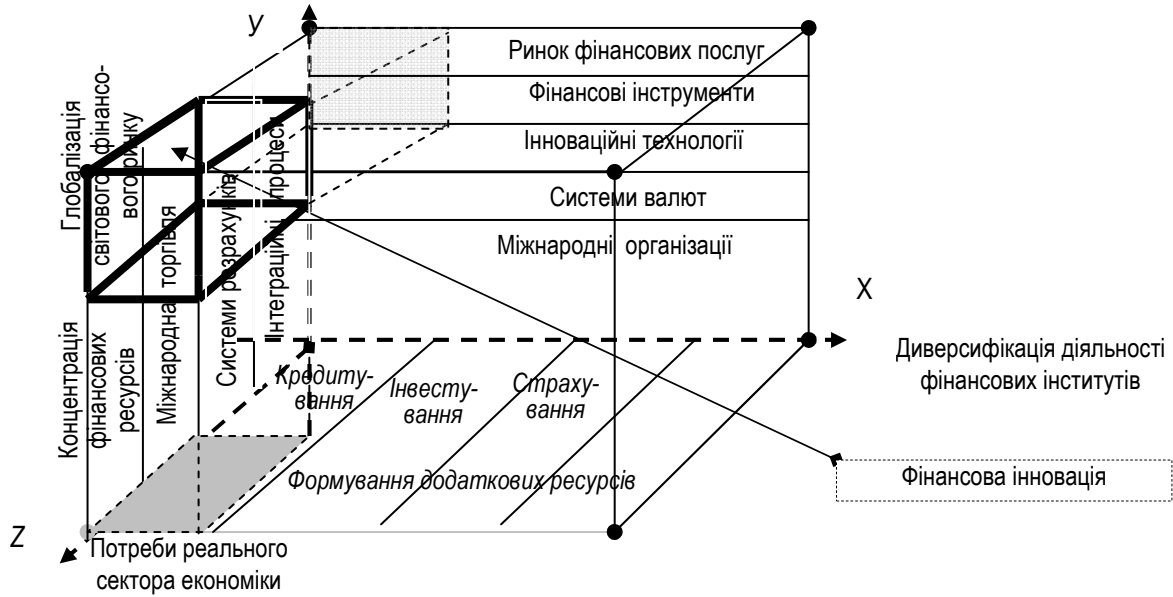 У
Ринок фінансових послуг
Фінансові інструменти
Інноваційні технології
Системи валют
Міжнародні організації
Глобалізація
світового фінансо-
вого ринку
Концентрація
фінансових
ресурсів
Міжнародна торгівля
Системи розрахунків
Інтеграційні процеси
X
Диверсифікація діяльності
фінансових інститутів
Кредиту-
вання
Інвесту-
вання
Страху-
вання
Формування додаткових ресурсів
Фінансова інновація
Z
Потреби реального
сектора економіки